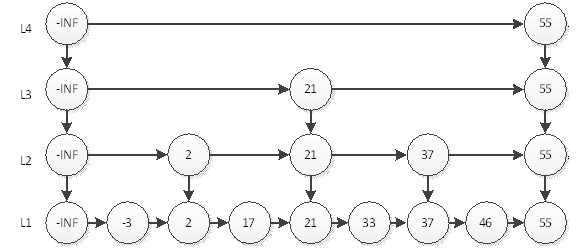 L4 -INF 55
L3 -INF 21 55
L2 -INF 2 21 37 55
L1 -INF -3 2 17 21 33 37 46 55